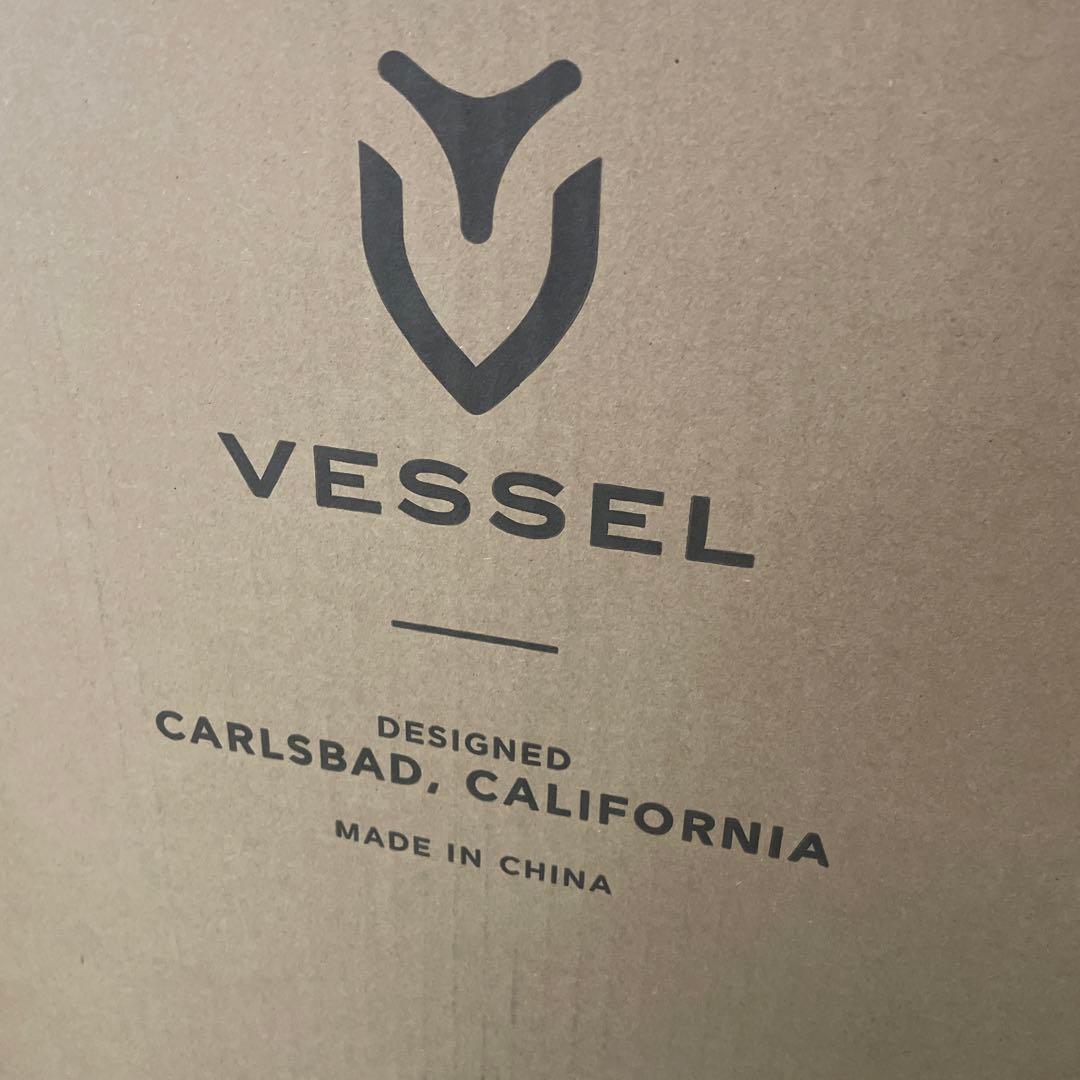 VESSEL
DESIGNED
CARLSBAD, CALIFORNIA
MADE IN CHINA